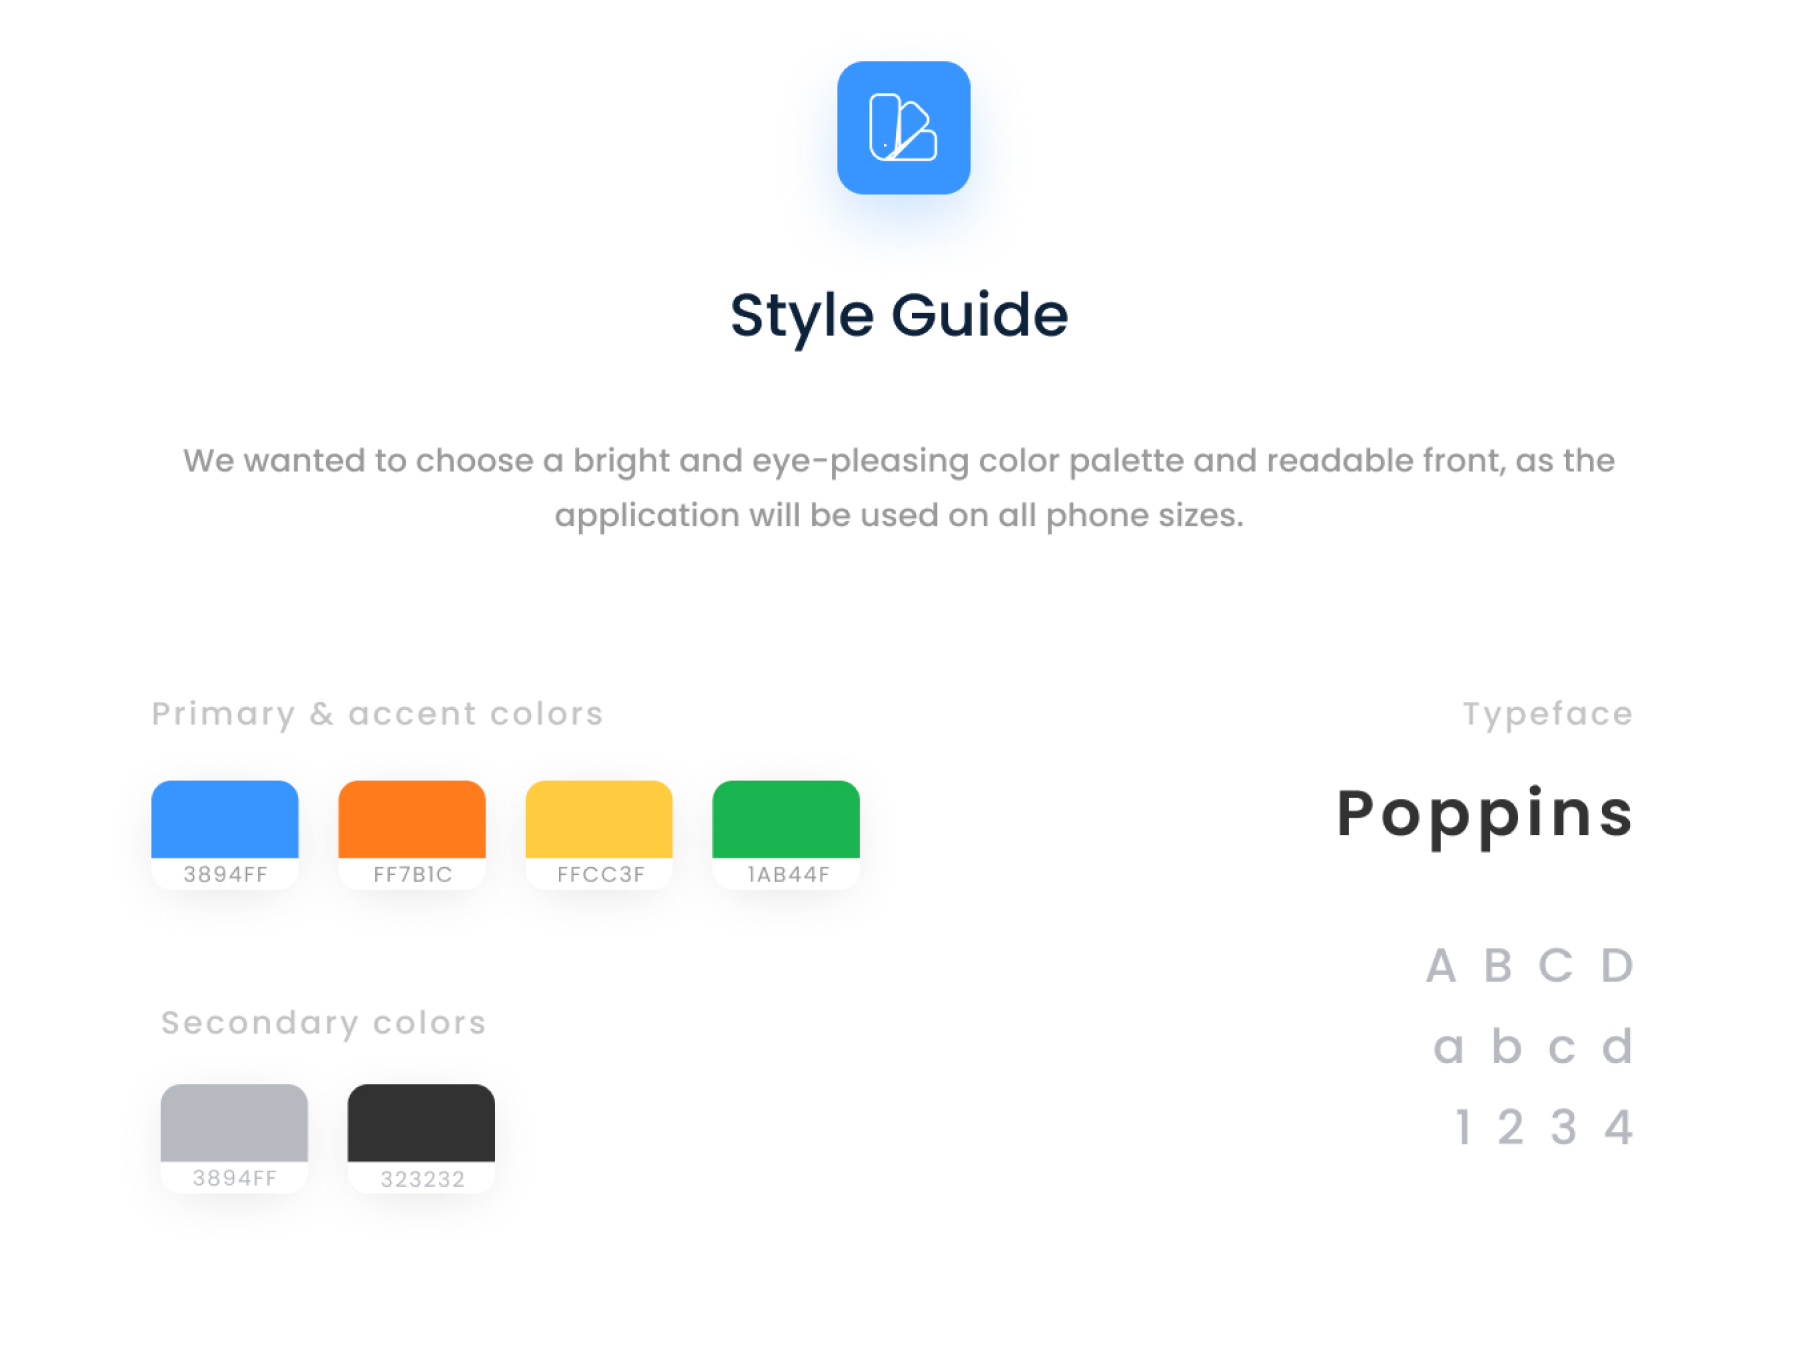 Style Guide
We wanted to choose a bright and eye-pleasing color palette and readable front, as the
application will be used on all phone sizes.
Primary & accent colors
3894FF
FF7B1C
FFCC3F
1AB44F
Secondary colors
3894FF
323232
Typeface
Poppins
A B C D
a b c d
1 2 3 4